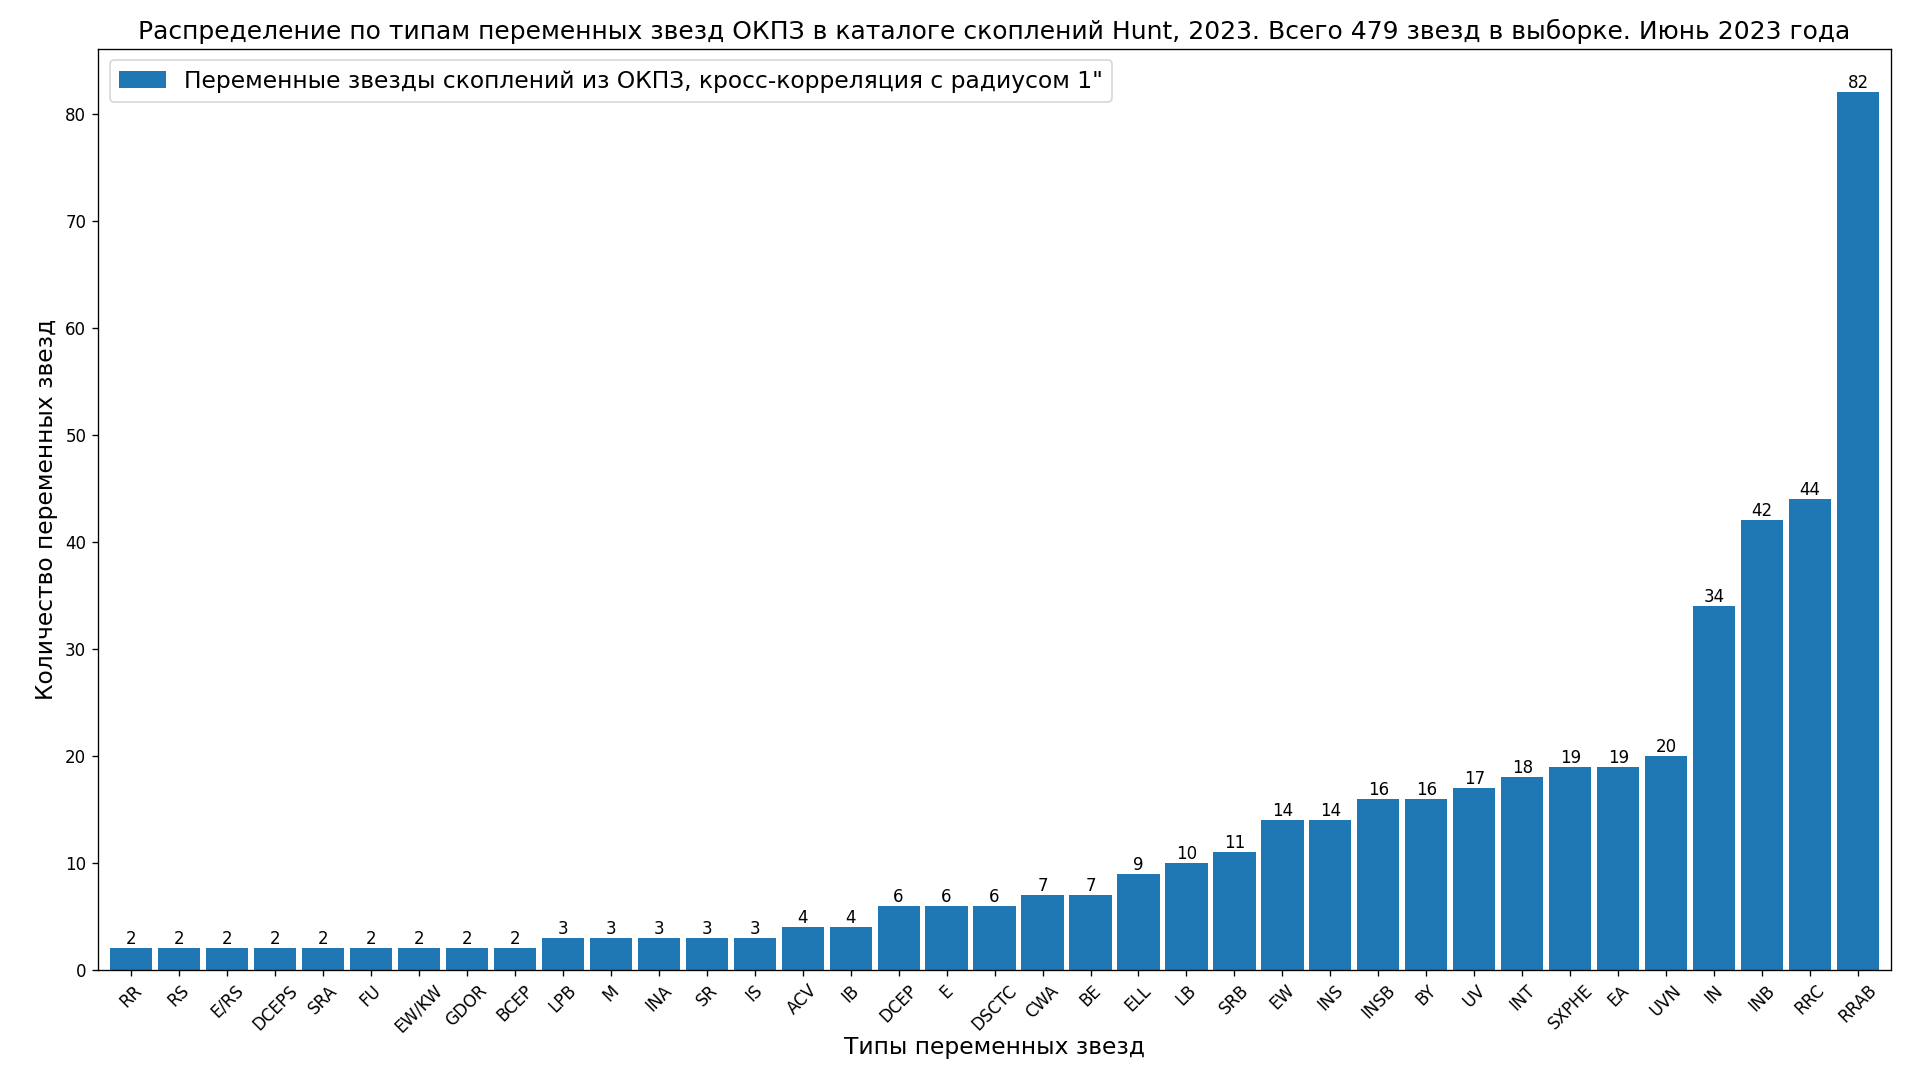 Распределение по типам переменных звезд ОКПЗ в каталоге скоплений Hunt, 2023. Всего 479 звезд в выборке. Июнь 2023 года
Переменные звезды скоплений из ОКПЗ, кросс-корреляция с радиусом 1"
Количество переменных звезд
80
70
60
50
40
30
20
10
0
2 2 2 2 2 2 2 2 2 3 3 3 3 3 4 4 6 6 6 7 7 9 10 11 14 14 16 16 17 18 19 19 20 34 42 44 82
RR RS E/RS DCEPS SRA FU EW/KW GDOR BCEP LPB M INA SR IS ACV IB DCEP E DSCTC CWA BE ELL LB SRB EW INS INSB BY UV INT SXPHE EA UVN IN INB RRC RRAB
Типы переменных звезд